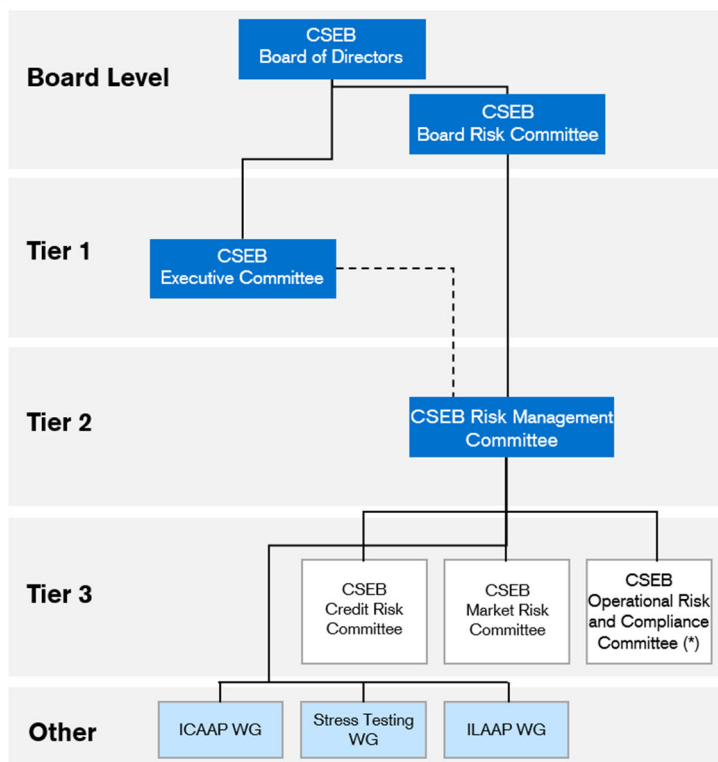 Board Level
CSEB
Board of Directors
CSEB
Board Risk Committee
Tier 1
CSEB
Executive Committee
Tier 2
CSEB Risk Management
Committee
Tier 3
CSEB
Credit Risk
Committee
CSEB
Market Risk
Committee
CSEB
Operational Risk
and Compliance
Committee (*)
Other
ICAAP WG
Stress Testing
WG
ILAAP WG